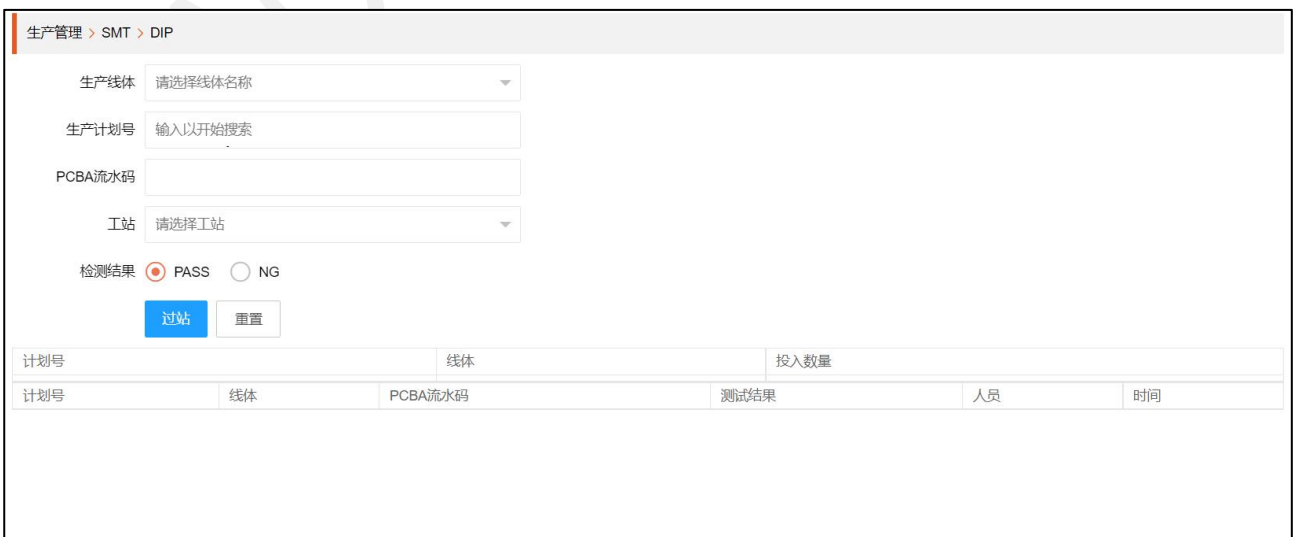 生产管理 > SMT > DIP
生产线体 请选择线体名称
生产计划号 输入以开始搜索
PCBA流水码
工站 请选择工站
检测结果 PASS NG
过站 重置
计划号 线体 投入数量
计划号 线体 PCBA流水码 测试结果 人员 时间